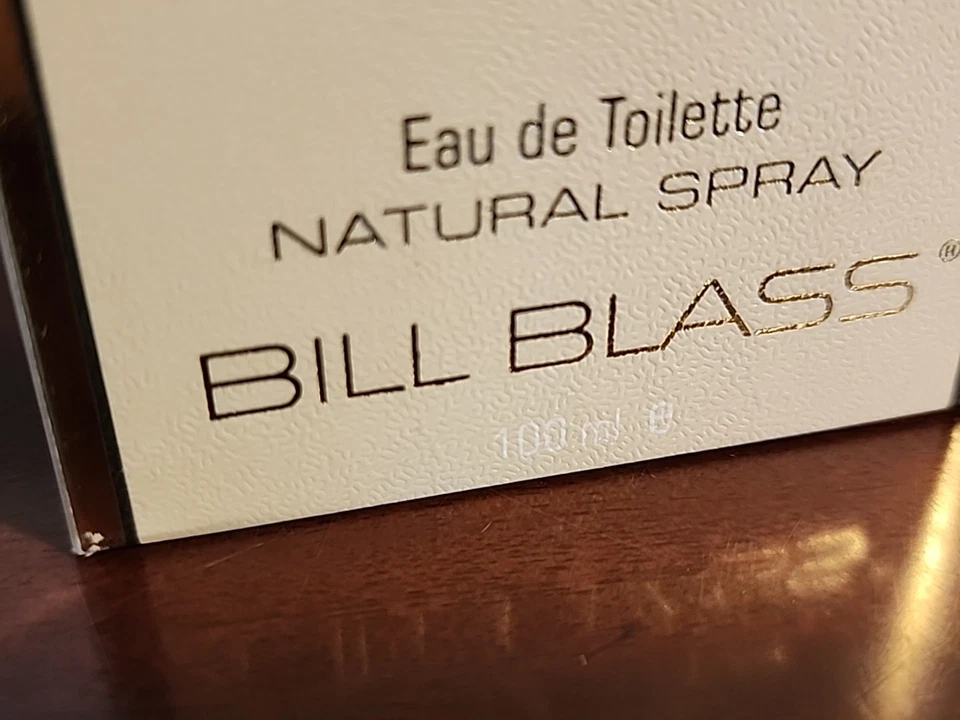 Eau de Toilette
NATURAL SPRAY
BILL BLASS®
100 ml ℮